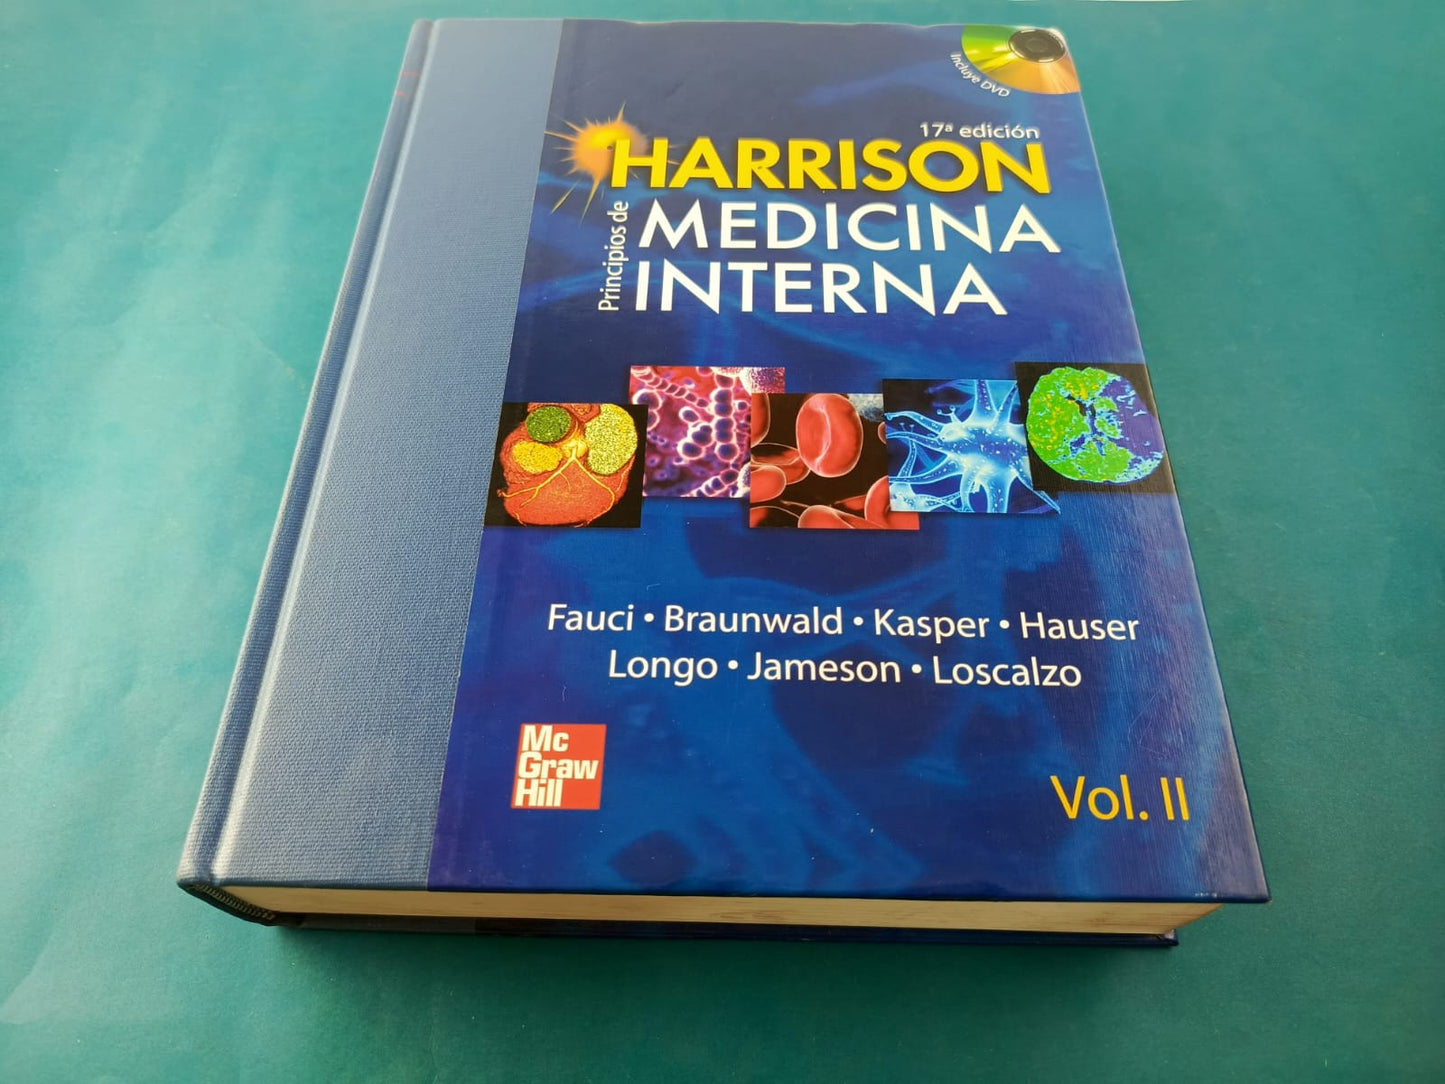 Incluye DVD
17ª edición
HARRISON
Principios de
MEDICINA
INTERNA
Fauci • Braunwald • Kasper • Hauser
Longo • Jameson • Loscalzo
Mc
Graw
Hill
Vol. II